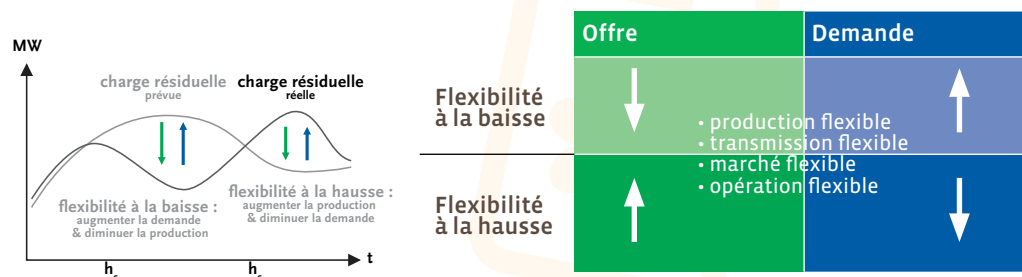 MW
charge résiduelle
prévue
charge résiduelle
réelle
flexibilité à la baisse :
augmenter la demande
& diminuer la production
flexibilité à la hausse :
augmenter la production
& diminuer la demande
t
h
h
Offre
Demande
Flexibilité
à la baisse
• production flexible
• transmission flexible
• marché flexible
• opération flexible
Flexibilité
à la hausse